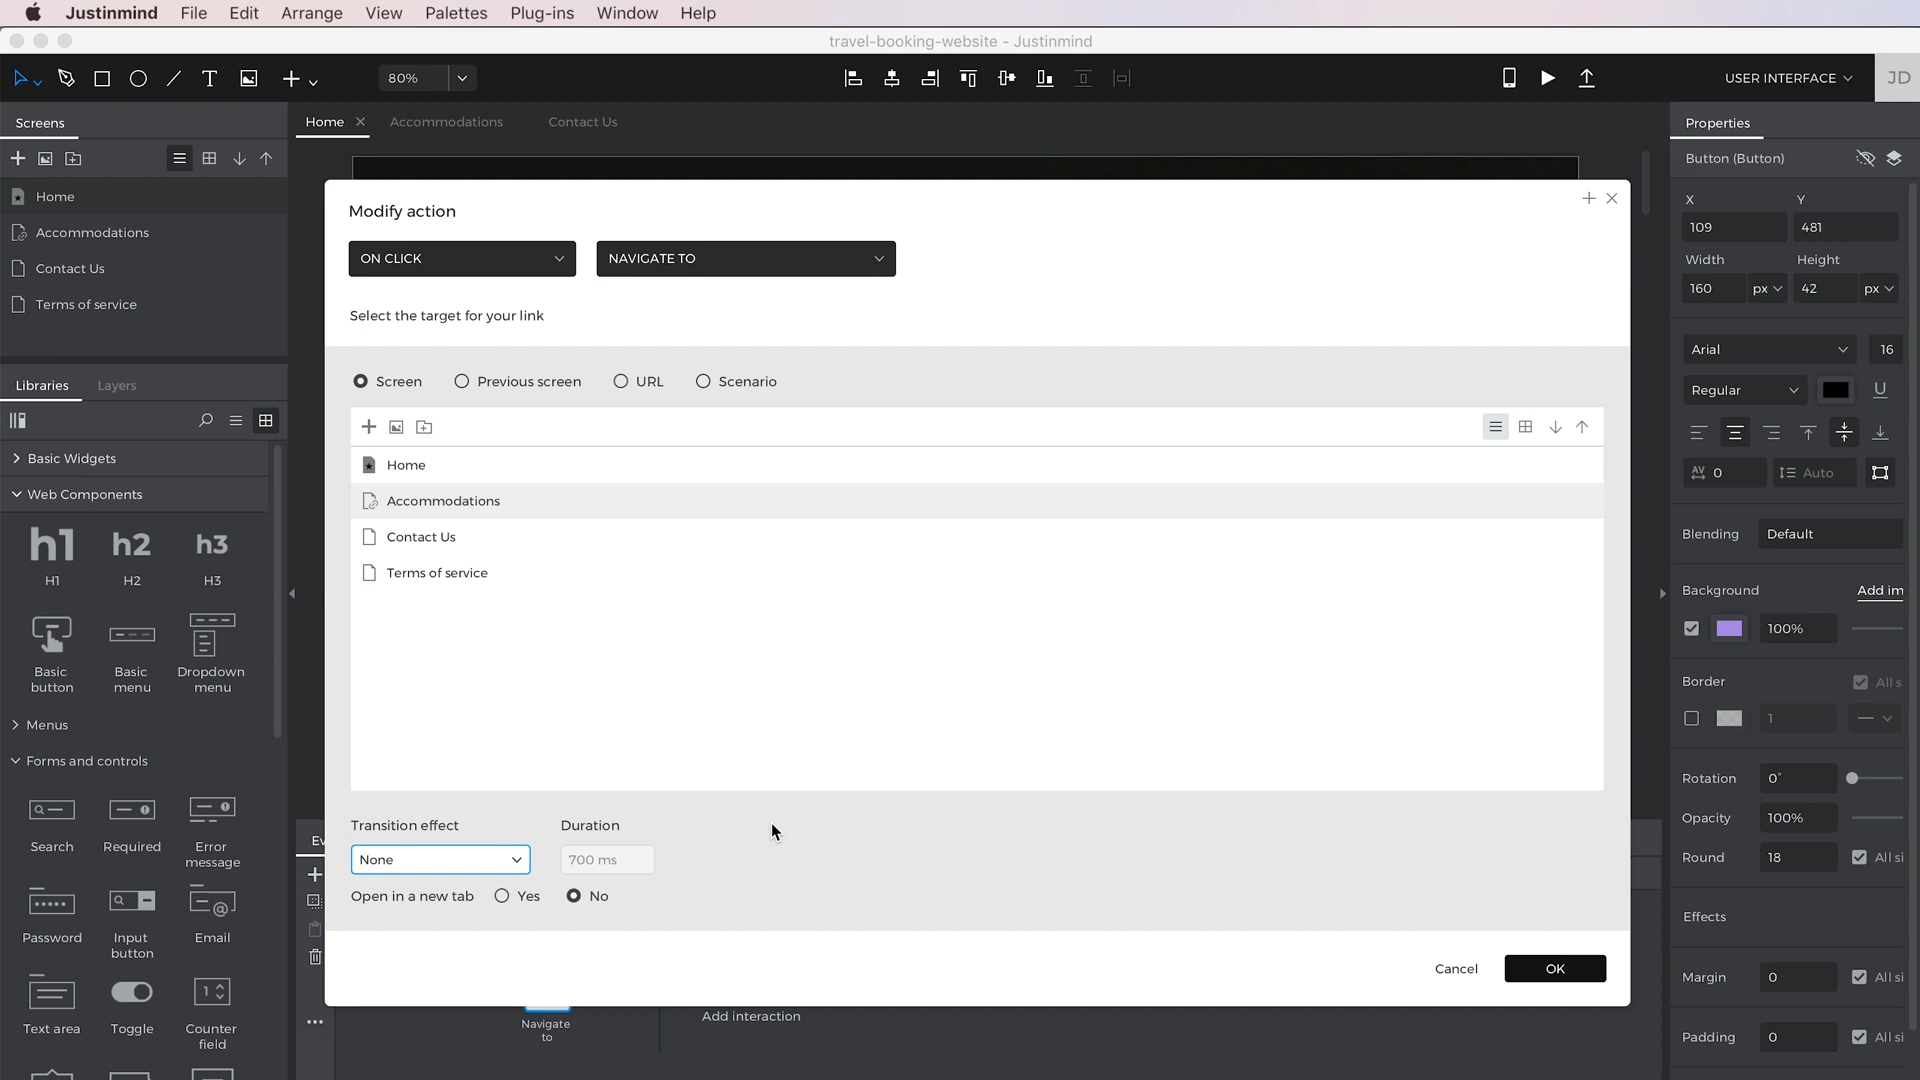 Justinmind File Edit Arrange View Palettes Plug-ins Window Help
travel-booking-website - Justinmind
80%
USER INTERFACE
JD
Screens
Home
Accommodations
Contact Us
Properties
Button (Button)
Home
Accommodations
Contact Us
Terms of service
Modify action
ON CLICK
NAVIGATE TO
Select the target for your link
Screen
Previous screen
URL
Scenario
Home
Accommodations
Contact Us
Terms of service
Transition effect
Duration
None
700 ms
Open in a new tab
Yes
No
Cancel
OK
Navigate
to
Add interaction
Libraries
Layers
Basic Widgets
Web Components
h1
h2
h3
H1
H2
H3
Basic
button
Basic
menu
Dropdown
menu
Menus
Forms and controls
Search
Required
Error
message
Password
Input
button
Email
Text area
Toggle
1
Counter
field
X
Y
109
481
Width
Height
160
px
42
px
Arial
16
Regular
U
AV
0
Auto
Blending
Default
Background
Add im
100%
Border
All s
1
Rotation
0°
Opacity
100%
Round
18
All si
Effects
Margin
0
All si
Padding
0
All si
Ev